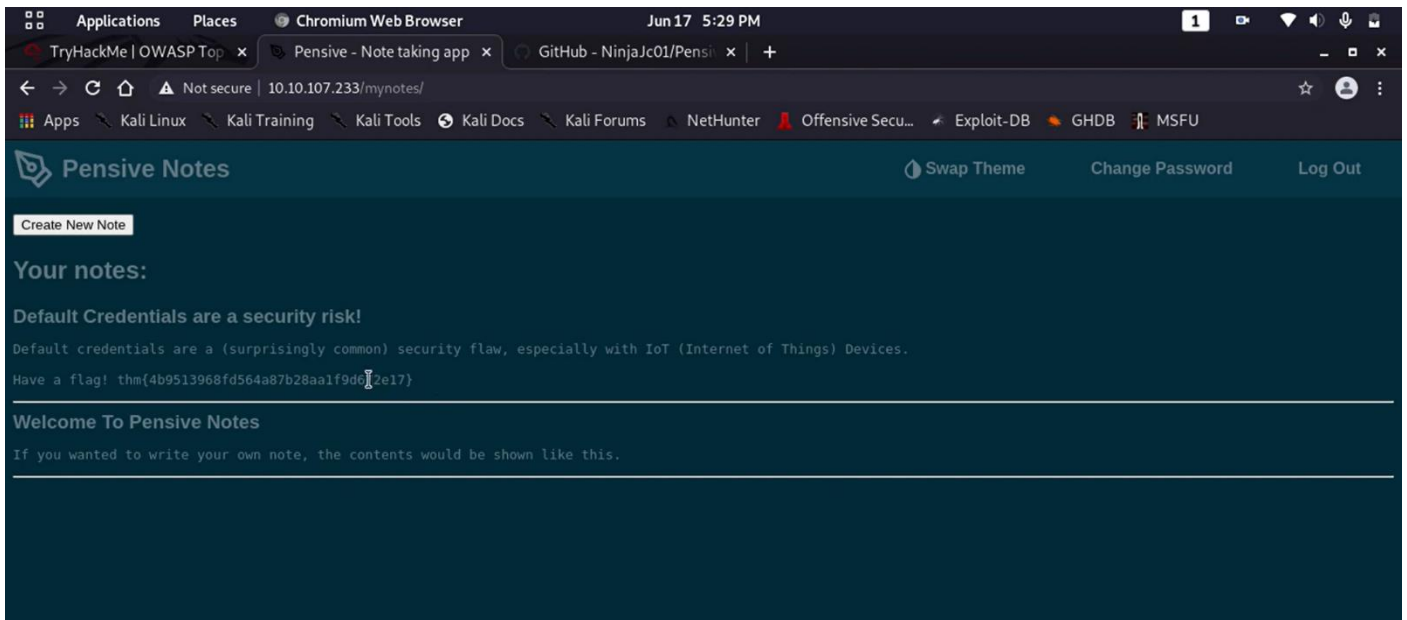 Applications Places Chromium Web Browser Jun 17 5:29 PM 1
TryHackMe | OWASP Top Pensive - Note taking app GitHub - NinjaJc01/Pensiv
Not secure | 10.10.107.233/mynotes/
Apps Kali Linux Kali Training Kali Tools Kali Docs Kali Forums NetHunter Offensive Secu... Exploit-DB GHDB MSFU
Pensive Notes Swap Theme Change Password Log Out
Create New Note
Your notes:
Default Credentials are a security risk!
Default credentials are a (surprisingly common) security flaw, especially with IoT (Internet of Things) Devices.
Have a flag!
Welcome To Pensive Notes
If you wanted to write your own note, the contents would be shown like this.